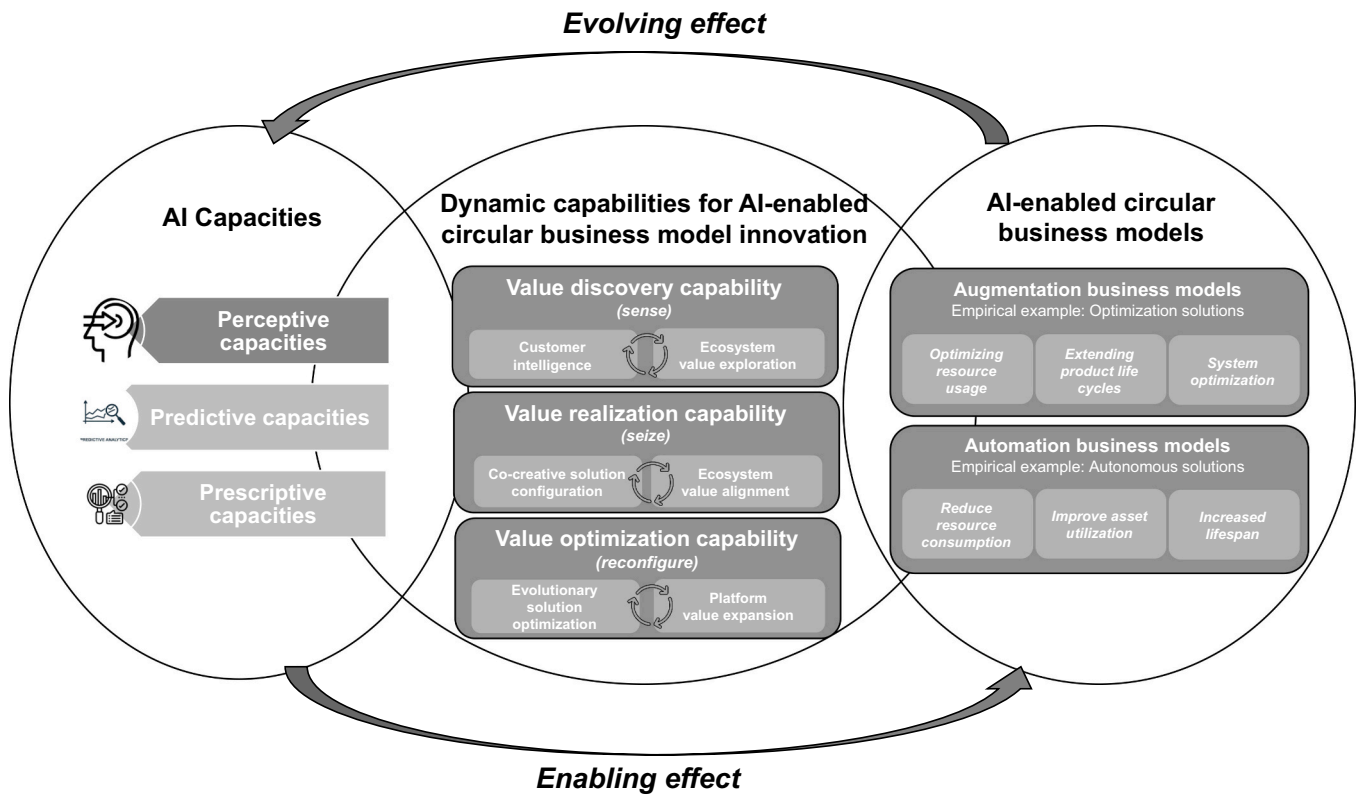 Evolving effect
AI Capacities
Perceptive
capacities
Predictive capacities
PREDICTIVE ANALYTICS
Prescriptive
capacities
Dynamic capabilities for AI-enabled
circular business model innovation
Value discovery capability
(sense)
Customer
intelligence
Ecosystem
value exploration
Value realization capability
(seize)
Co-creative solution
configuration
Ecosystem
value alignment
Value optimization capability
(reconfigure)
Evolutionary
solution
optimization
Platform
value expansion
AI-enabled circular
business models
Augmentation business models
Empirical example: Optimization solutions
Optimizing
resource
usage
Extending
product life
cycles
System
optimization
Automation business models
Empirical example: Autonomous solutions
Reduce
resource
consumption
Improve asset
utilization
Increased
lifespan
Enabling effect